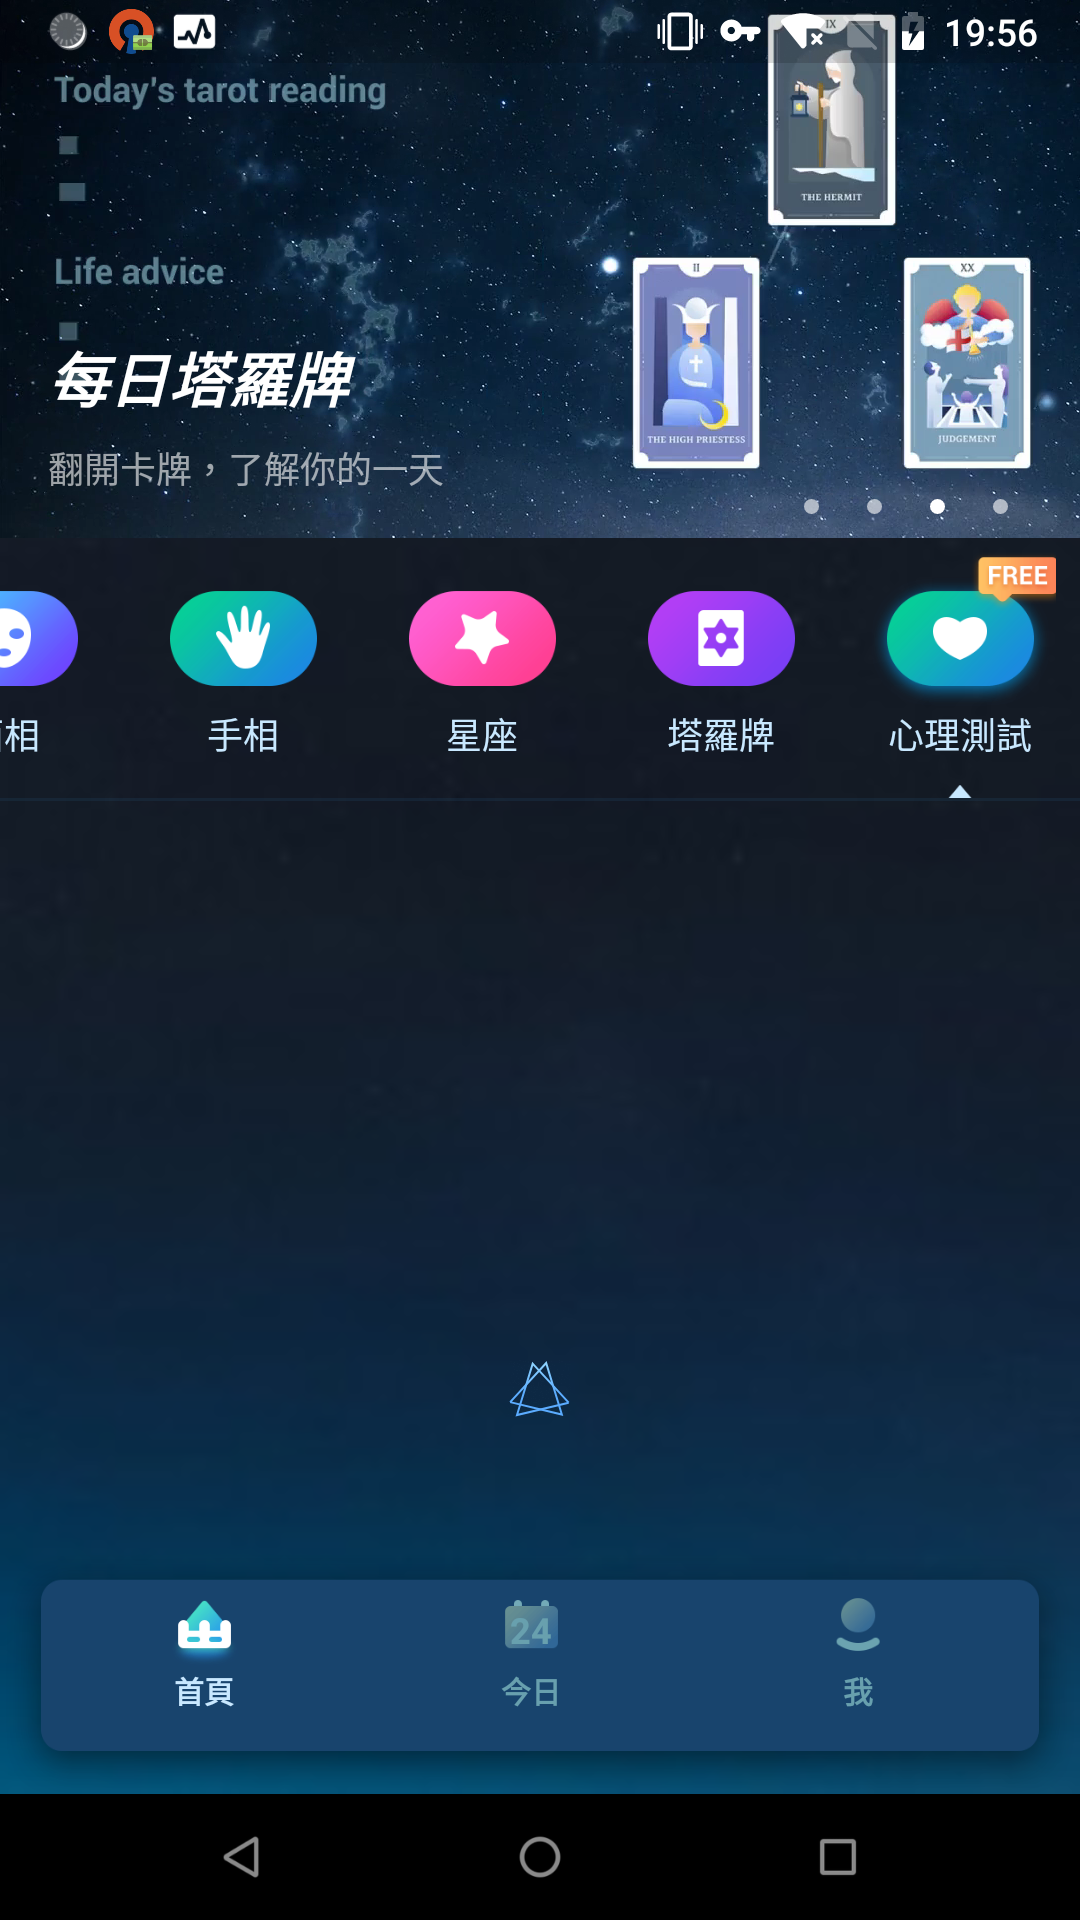 19:56
Today's tarot reading
IX
THE HERMIT
Life advice
II
THE HIGH PRIESTESS
XX
JUDGEMENT
每日塔羅牌
翻開卡牌，了解你的一天
FREE
相
手相
星座
塔羅牌
心理測試
24
首頁
今日
我